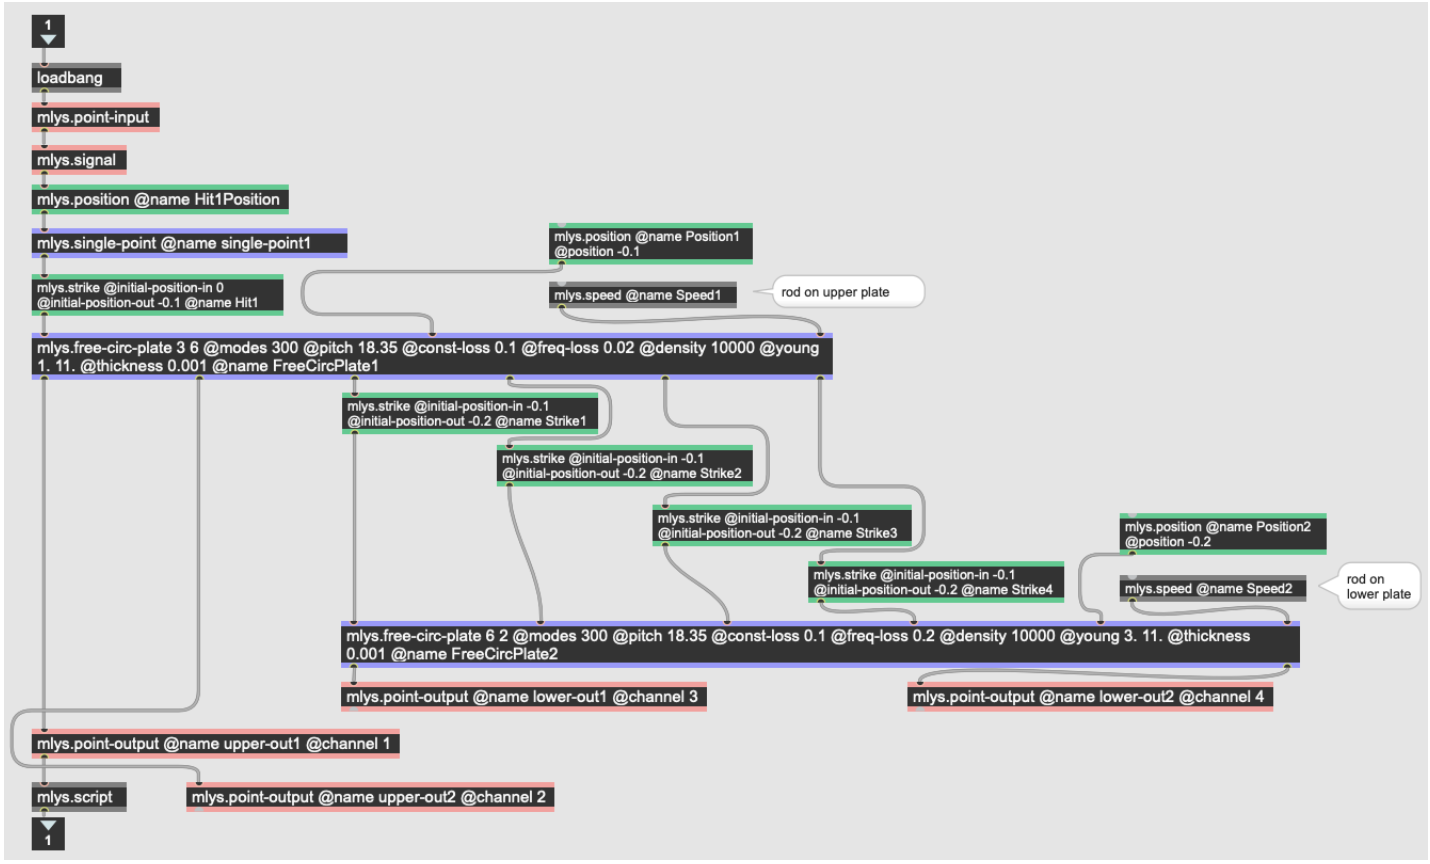 1
loadbang
mlys.point-input
mlys.signal
mlys.position @name Hit1Position
mlys.single-point @name single-point1
mlys.position @name Position1
@position -0.1
mlys.strike @initial-position-in 0
@initial-position-out -0.1 @name Hit1
mlys.speed @name Speed1
rod on upper plate
mlys.free-circ-plate 3 6 @modes 300 @pitch 18.35 @const-loss 0.1 @freq-loss 0.02 @density 10000 @young
1. 11. @thickness 0.001 @name FreeCircPlate1
mlys.strike @initial-position-in -0.1
@initial-position-out -0.2 @name Strike1
mlys.strike @initial-position-in -0.1
@initial-position-out -0.2 @name Strike2
mlys.strike @initial-position-in -0.1
@initial-position-out -0.2 @name Strike3
mlys.position @name Position2
@position -0.2
mlys.strike @initial-position-in -0.1
@initial-position-out -0.2 @name Strike4
mlys.speed @name Speed2
rod on
lower plate
mlys.free-circ-plate 6 2 @modes 300 @pitch 18.35 @const-loss 0.1 @freq-loss 0.2 @density 10000 @young 3. 11. @thickness
0.001 @name FreeCircPlate2
mlys.point-output @name lower-out1 @channel 3
mlys.point-output @name lower-out2 @channel 4
mlys.point-output @name upper-out1 @channel 1
mlys.script
mlys.point-output @name upper-out2 @channel 2
1